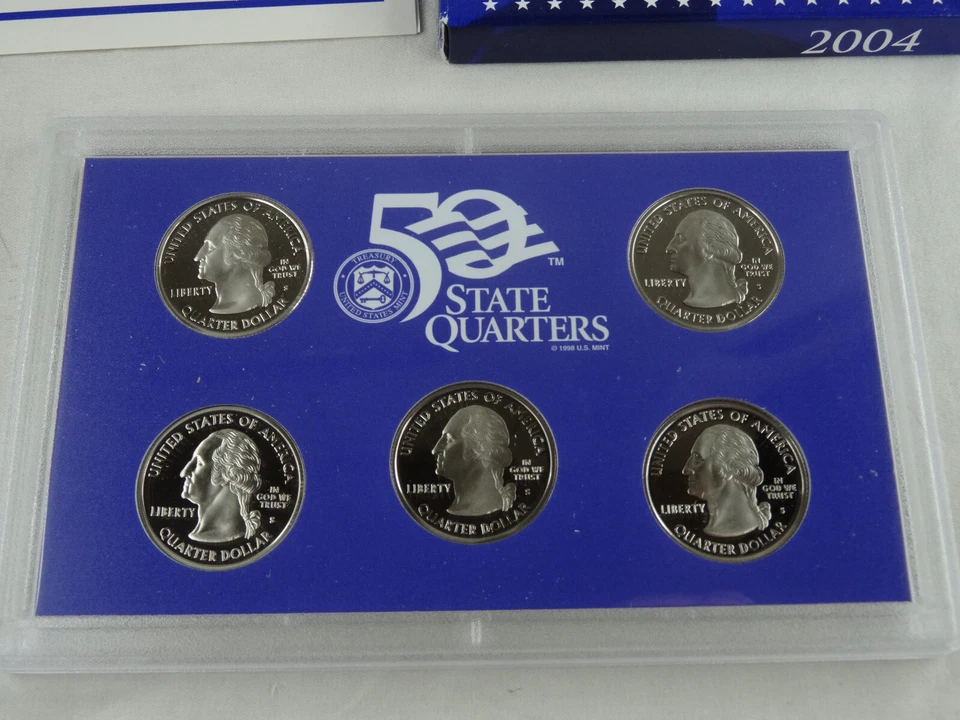 2004
UNITED STATES OF AMERICA
LIBERTY
IN
GOD WE
TRUST
S
QUARTER DOLLAR
50 TM
TREASURY
UNITED STATES MINT
STATE
QUARTERS
© 1998 U.S. MINT
UNITED STATES OF AMERICA
LIBERTY
IN
GOD WE
TRUST
S
QUARTER DOLLAR
UNITED STATES OF AMERICA
LIBERTY
IN
GOD WE
TRUST
S
QUARTER DOLLAR
UNITED STATES OF AMERICA
LIBERTY
IN
GOD WE
TRUST
S
QUARTER DOLLAR
UNITED STATES OF AMERICA
LIBERTY
IN
GOD WE
TRUST
S
QUARTER DOLLAR